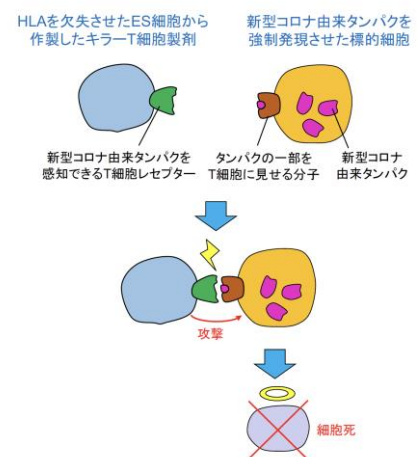 HLAを欠失させたES細胞から
作製したキラーT細胞製剤
新型コロナ由来タンパクを
強制発現させた標的細胞
新型コロナ由来タンパクを
感知できるT細胞レセプター
タンパクの一部を
T細胞に見せる分子
新型コロナ
由来タンパク
攻撃
細胞死